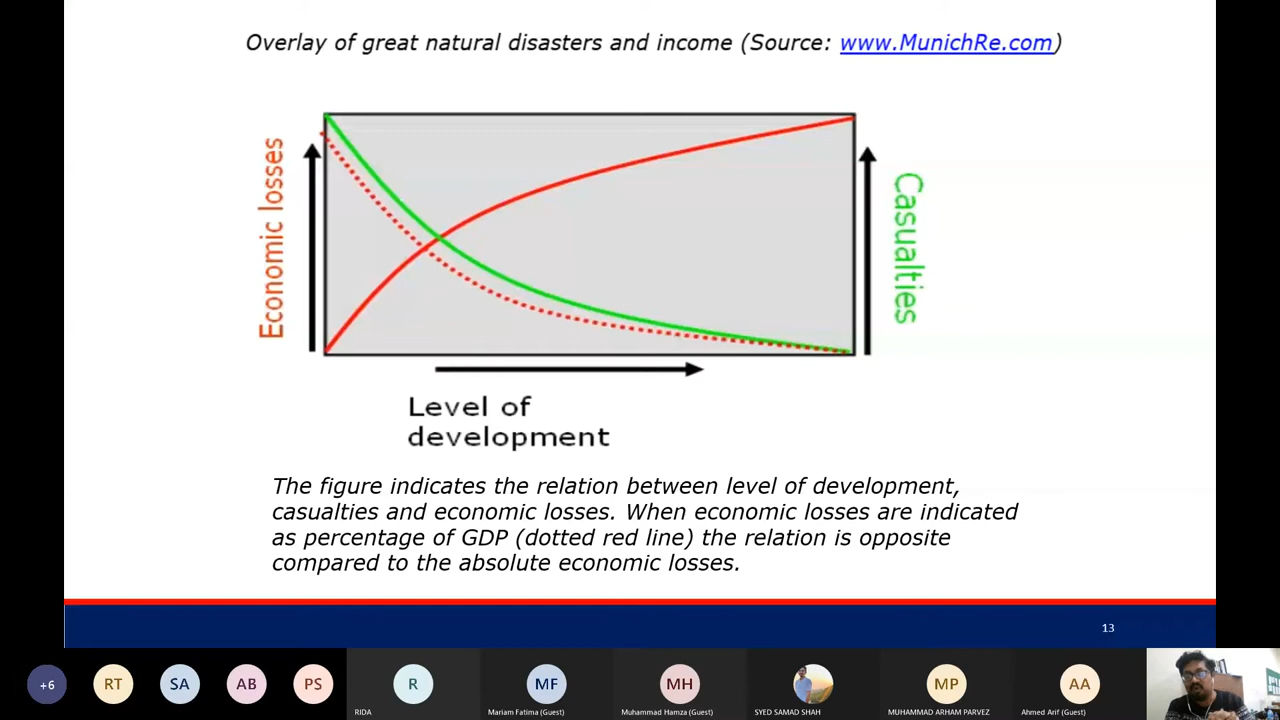 Overlay of great natural disasters and income (Source: www.MunichRe.com)
Economic losses
Casualties
Level of
development
The figure indicates the relation between level of development,
casualties and economic losses. When economic losses are indicated
as percentage of GDP (dotted red line) the relation is opposite
compared to the absolute economic losses.
13
+6
RT
SA
AB
PS
R
MF
MH
MP
AA
RIDA
Mariam Fatima (Guest)
Muhammad Hamza (Guest)
SYED SAMAD SHAH
MUHAMMAD ARHAM PARVEZ
Ahmed Arif (Guest)